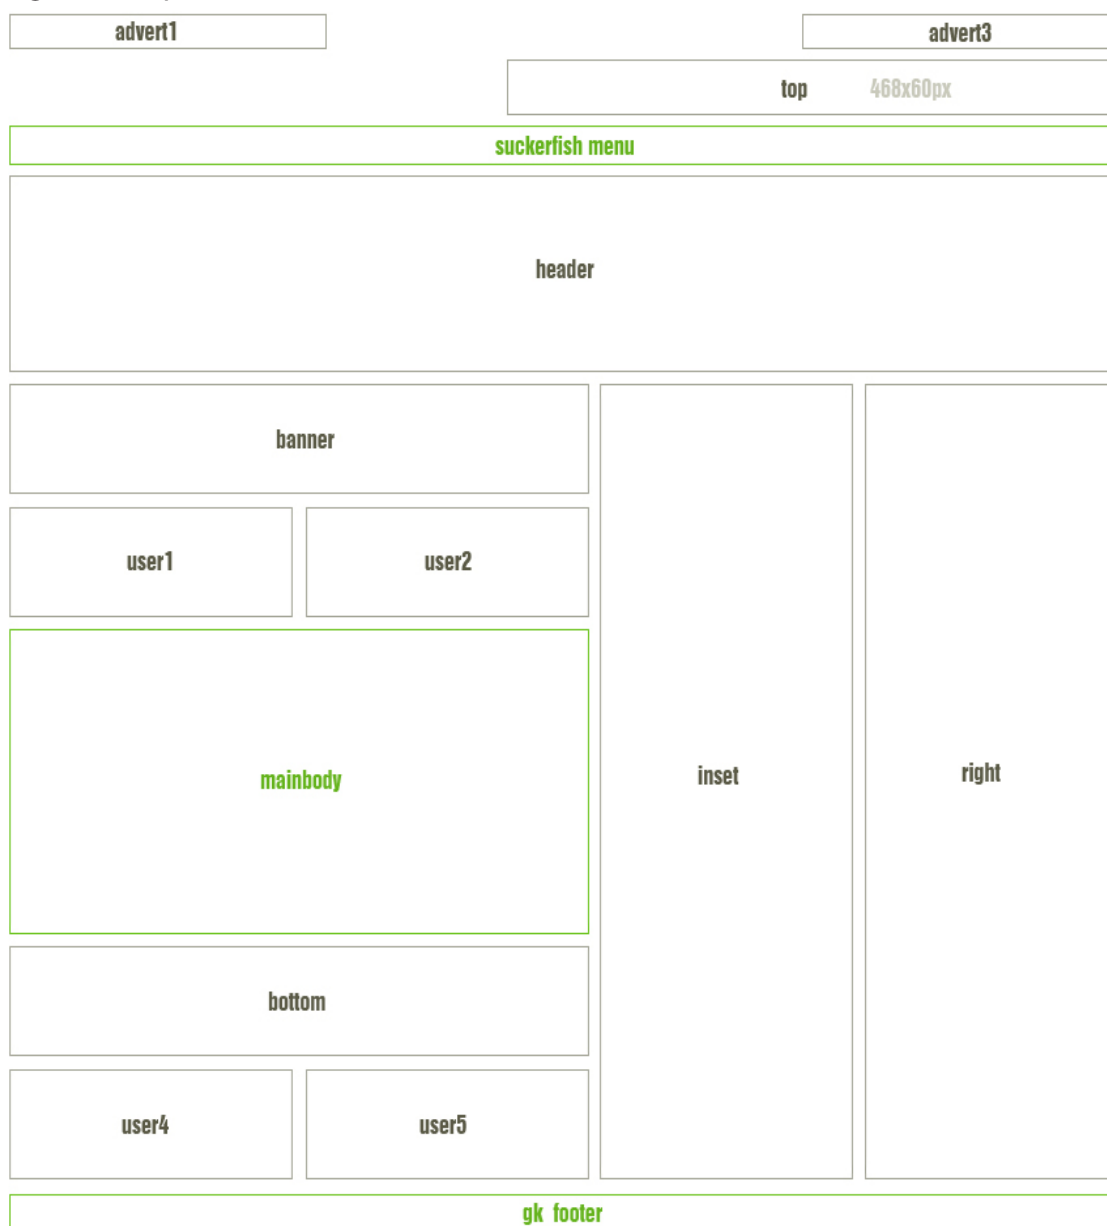 advert1
advert3
top 468x60px
suckerfish menu
header
banner
user1
user2
mainbody
inset
right
bottom
user4
user5
gk footer